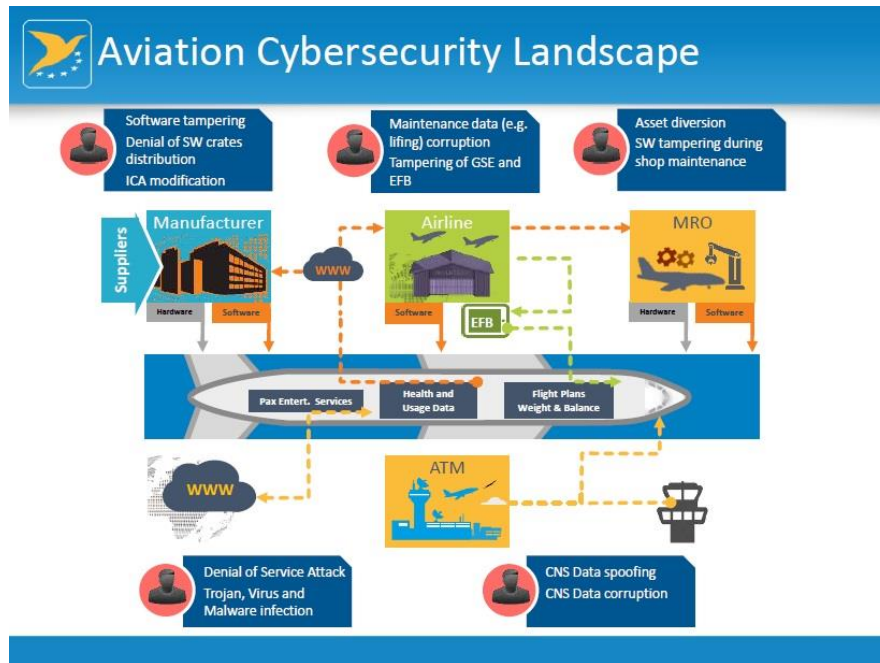 Aviation Cybersecurity Landscape
Software tampering
Denial of SW crates
distribution
ICA modification
Maintenance data (e.g.
lifing) corruption
Tampering of GSE and
EFB
Asset diversion
SW tampering during
shop maintenance
Suppliers
Manufacturer
www
Airline
MRO
Hardware
Software
Software
EFB
Hardware
Software
Pax Entert. Services
Health and
Usage Data
Flight Plans
Weight & Balance
www
ATM
Denial of Service Attack
Trojan, Virus and
Malware infection
CNS Data spoofing
CNS Data corruption